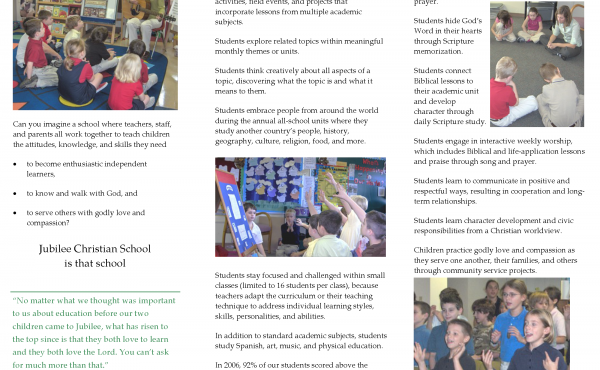 Can you imagine a school where teachers, staff,
and parents all work together to teach children
the attitudes, knowledge, and skills they need
• to become enthusiastic independent
learners,
• to know and walk with God, and
• to serve others with godly love and
compassion?
Jubilee Christian School
is that school
"No matter what we thought was important
to us about education before our two
children came to Jubilee, what has risen to
the top since is that they both love to learn
and they both love the Lord. You can't ask
for much more than that."
activities, field events, and projects that
incorporate lessons from multiple academic
subjects.
Students explore related topics within meaningful
monthly themes or units.
Students think creatively about all aspects of a
topic, discovering what the topic is and what it
means to them.
Students embrace people from around the world
during the annual all-school units where they
study another country's people, history,
geography, culture, religion, food, and more.
Students stay focused and challenged within small
classes (limited to 16 students per class), because
teachers adapt the curriculum or their teaching
technique to address individual learning styles,
skills, personalities, and abilities.
In addition to standard academic subjects, students
study Spanish, art, music, and physical education.
In 2006, 92% of our students scored above the
prayer.
Students hide God's
Word in their hearts
through Scripture
memorization.
Students connect
Biblical lessons to
their academic unit
and develop
character through
daily Scripture study.
Students engage in interactive weekly worship,
which includes Biblical and life-application lessons
and praise through song and prayer.
Students learn to communicate in positive and
respectful ways, resulting in cooperation and long-
term relationships.
Students learn character development and civic
responsibilities from a Christian worldview.
Children practice godly love and compassion as
they serve one another, their families, and others
through community service projects.